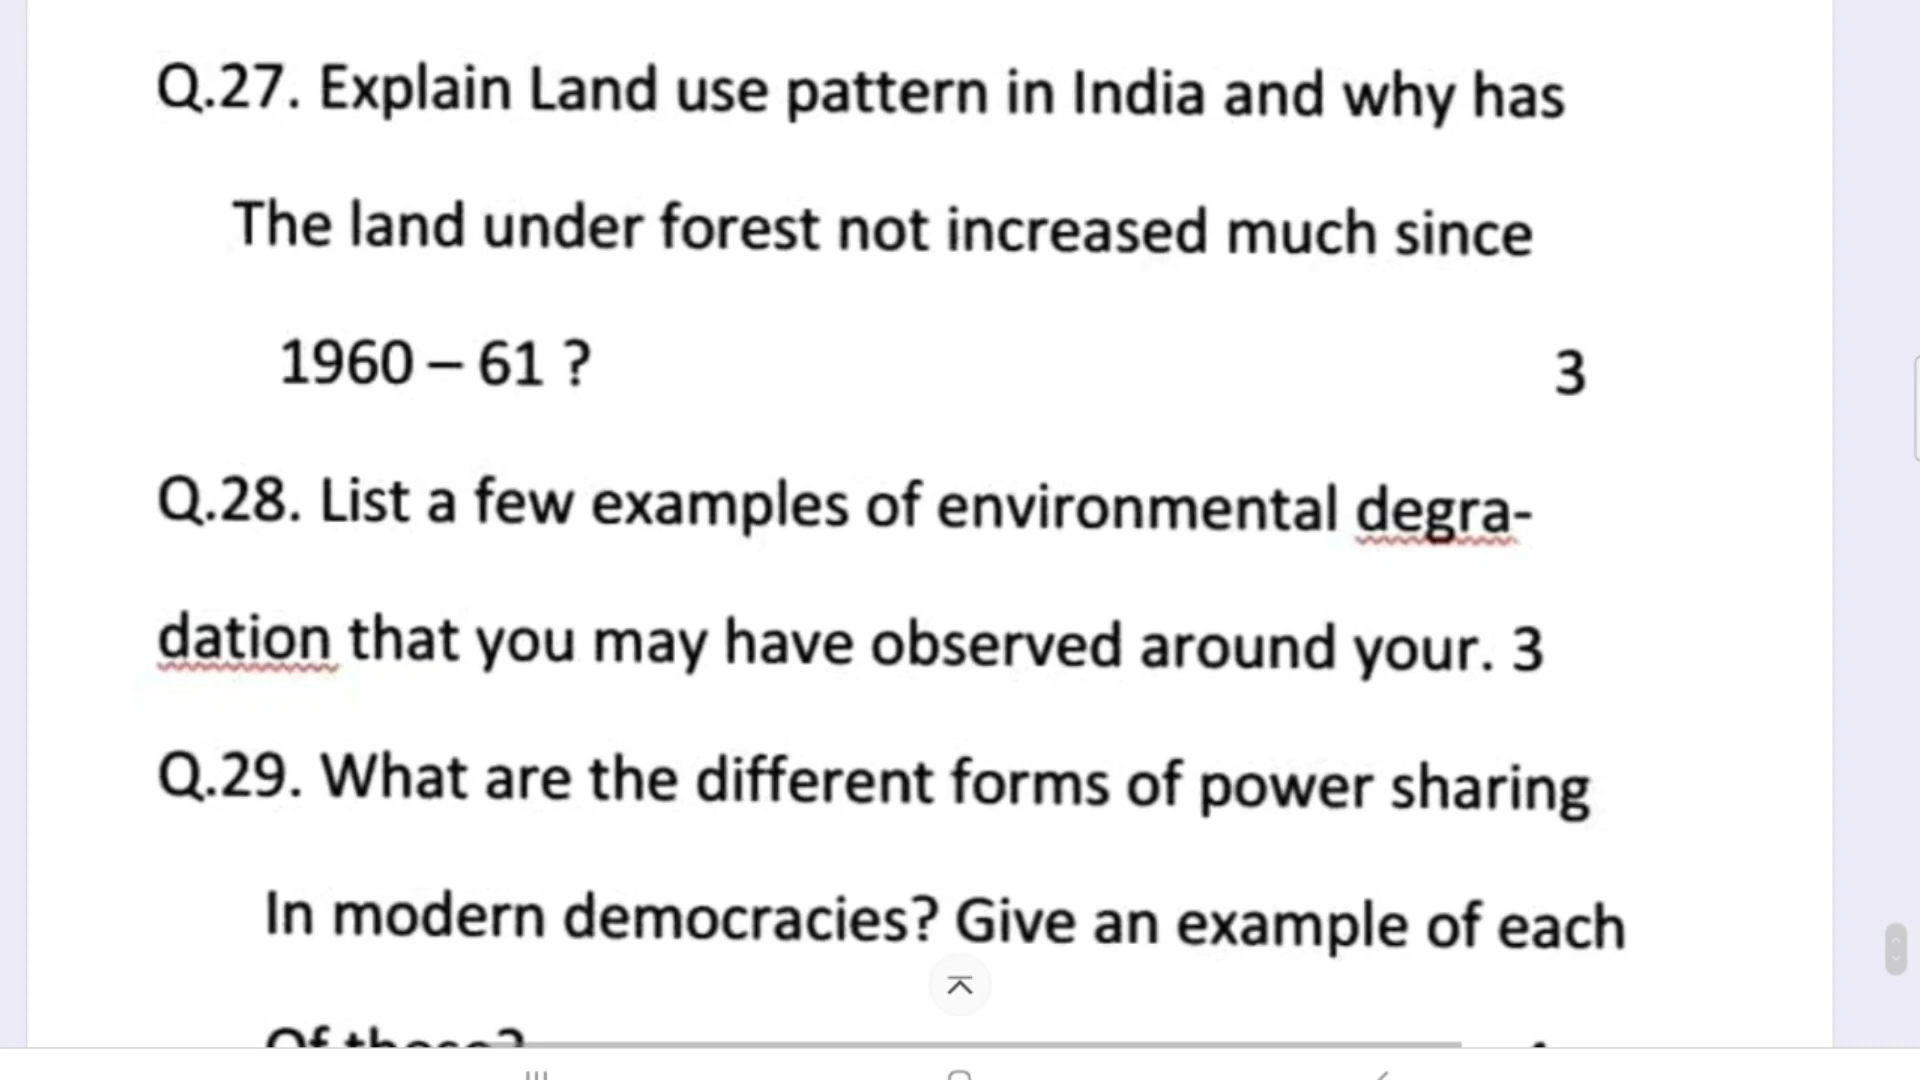 Q.27. Explain Land use pattern in India and why has
The land under forest not increased much since
1960 – 61 ? 3
Q.28. List a few examples of environmental degra-
dation that you may have observed around your. 3
Q.29. What are the different forms of power sharing
In modern democracies? Give an example of each